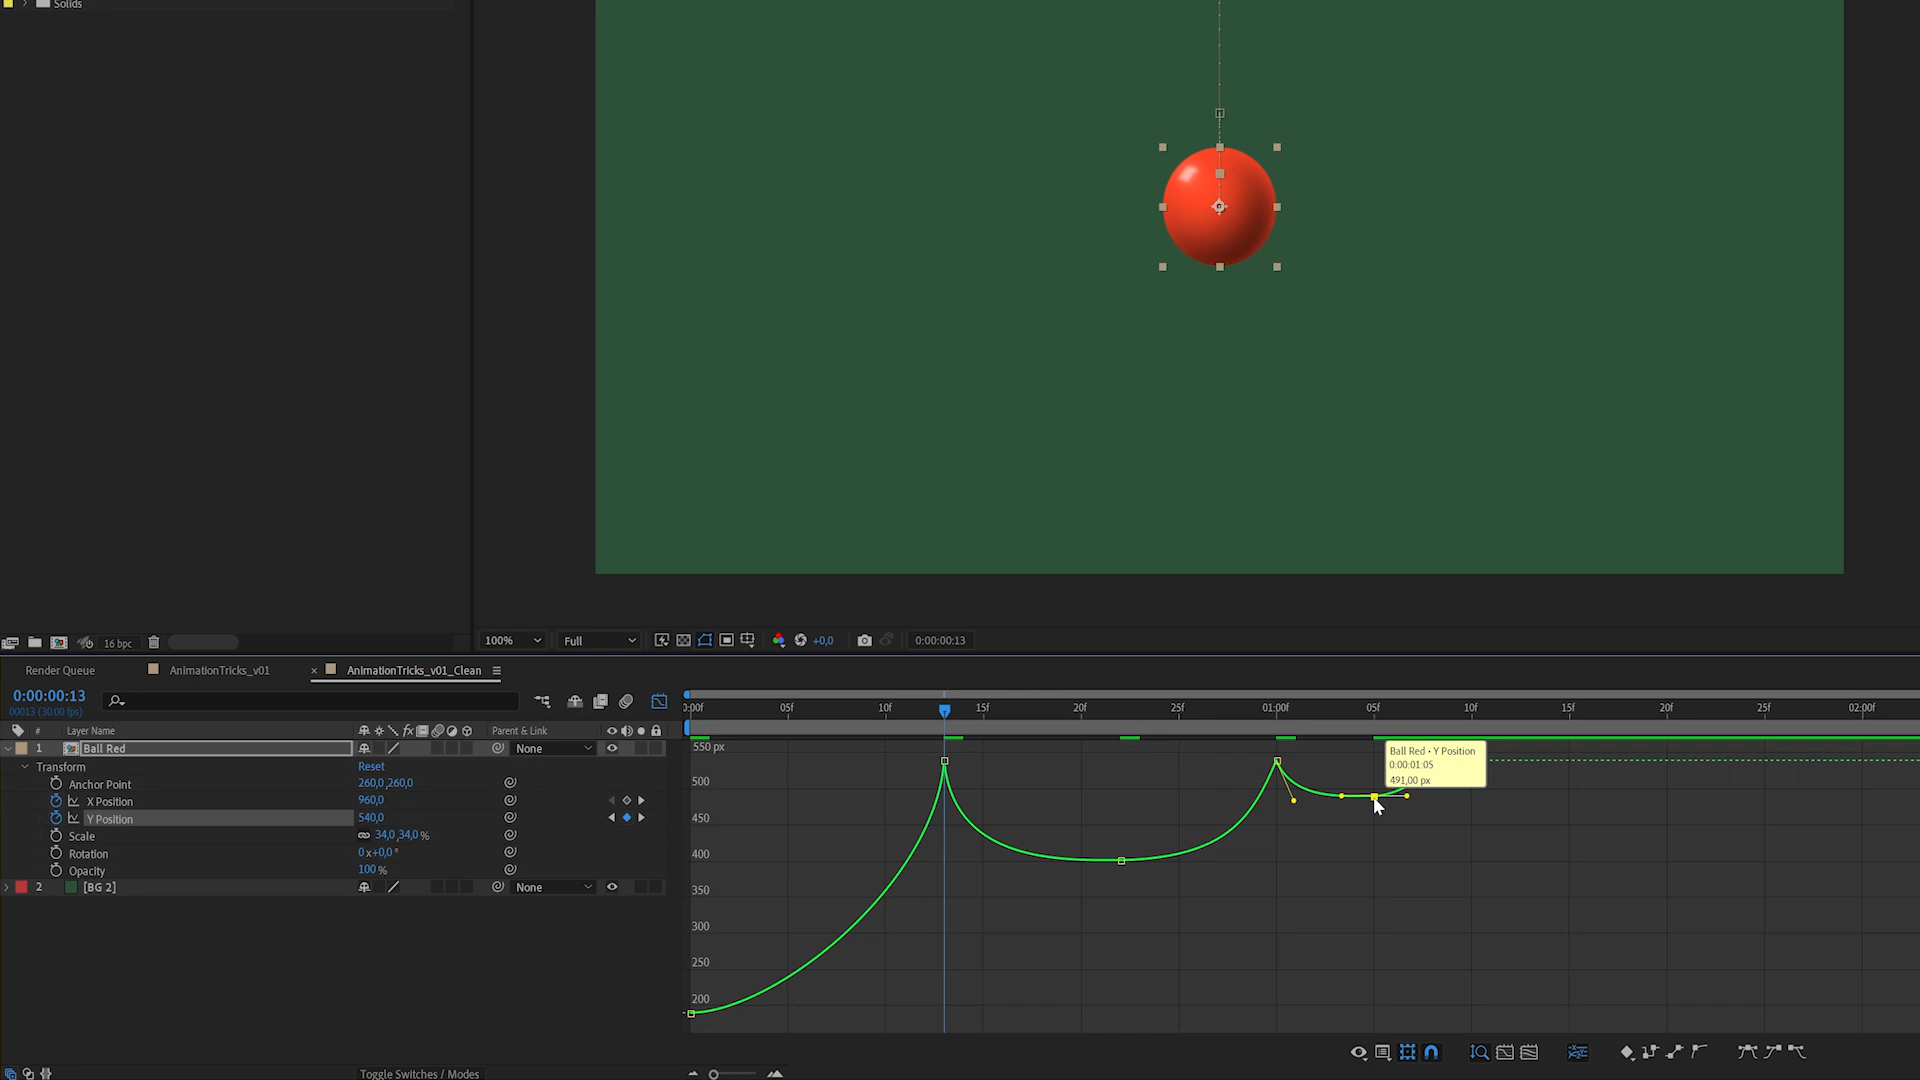 Solids
16 bpc
100%
Full
+0,0
0:00:00:13
Render Queue
AnimationTricks_v01
× AnimationTricks_v01_Clean
0:00:00:13
00013 (30.00 fps)
0:00f 05f 10f 15f 20f 25f 01:00f 05f 10f 15f 20f 25f 02:00f
# Layer Name
fx
Parent & Link
1 Ball Red
None
Transform
Reset
Anchor Point
260,0,260,0
X Position
960,0
Y Position
540,0
Scale
34,0,34,0 %
Rotation
0 x+0,0 °
Opacity
100 %
2 [BG 2]
None
550 px
500
450
400
350
300
250
200
Ball Red • Y Position
0:00:01:05
491,00 px
Toggle Switches / Modes